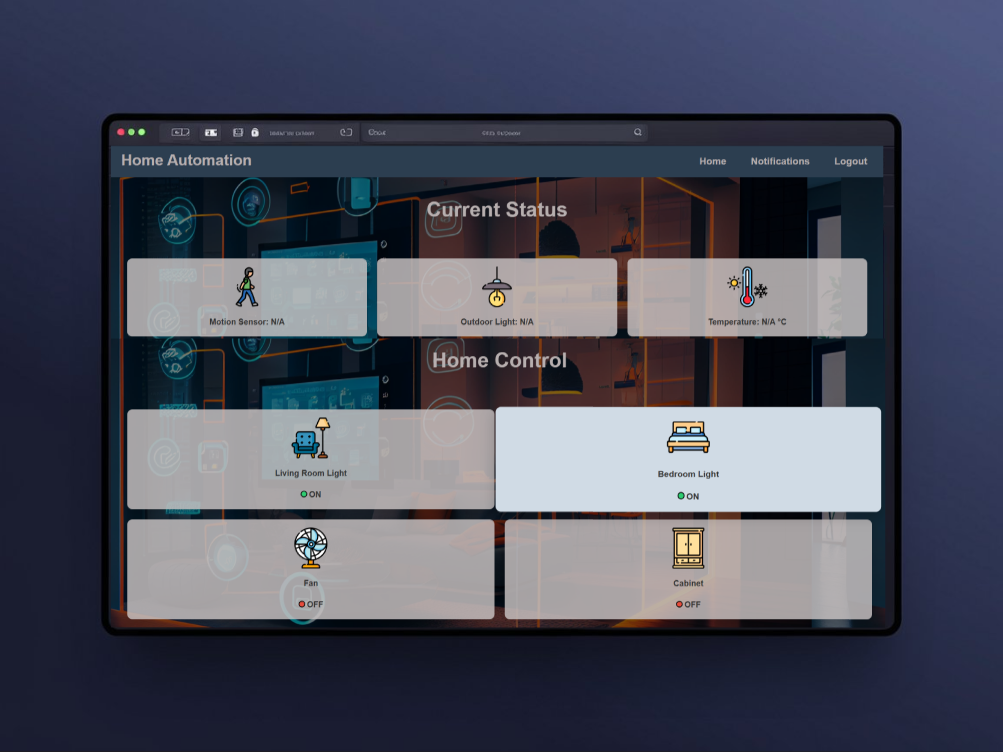 Home Automation
Home Notifications Logout
Current Status
Motion Sensor: N/A
Outdoor Light: N/A
Temperature: N/A °C
Home Control
Living Room Light
ON
Bedroom Light
ON
Fan
OFF
Cabinet
OFF